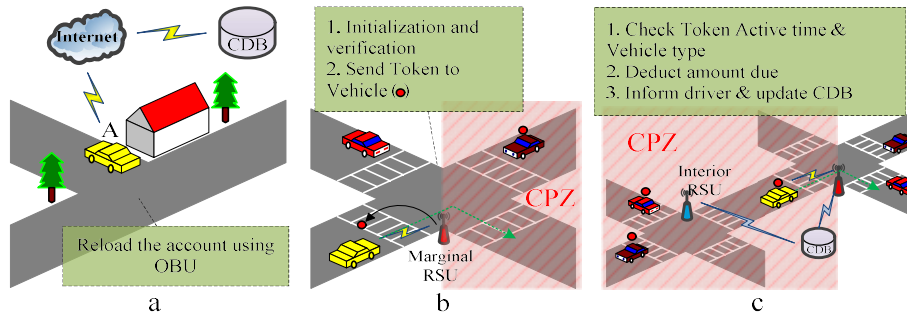 Internet
CDB
A
Reload the account using
OBU
a
1. Initialization and
verification
2. Send Token to
Vehicle ( )
CPZ
Marginal
RSU
b
1. Check Token Active time &
Vehicle type
2. Deduct amount due
3. Inform driver & update CDB
CPZ
Interior
RSU
CDB
c